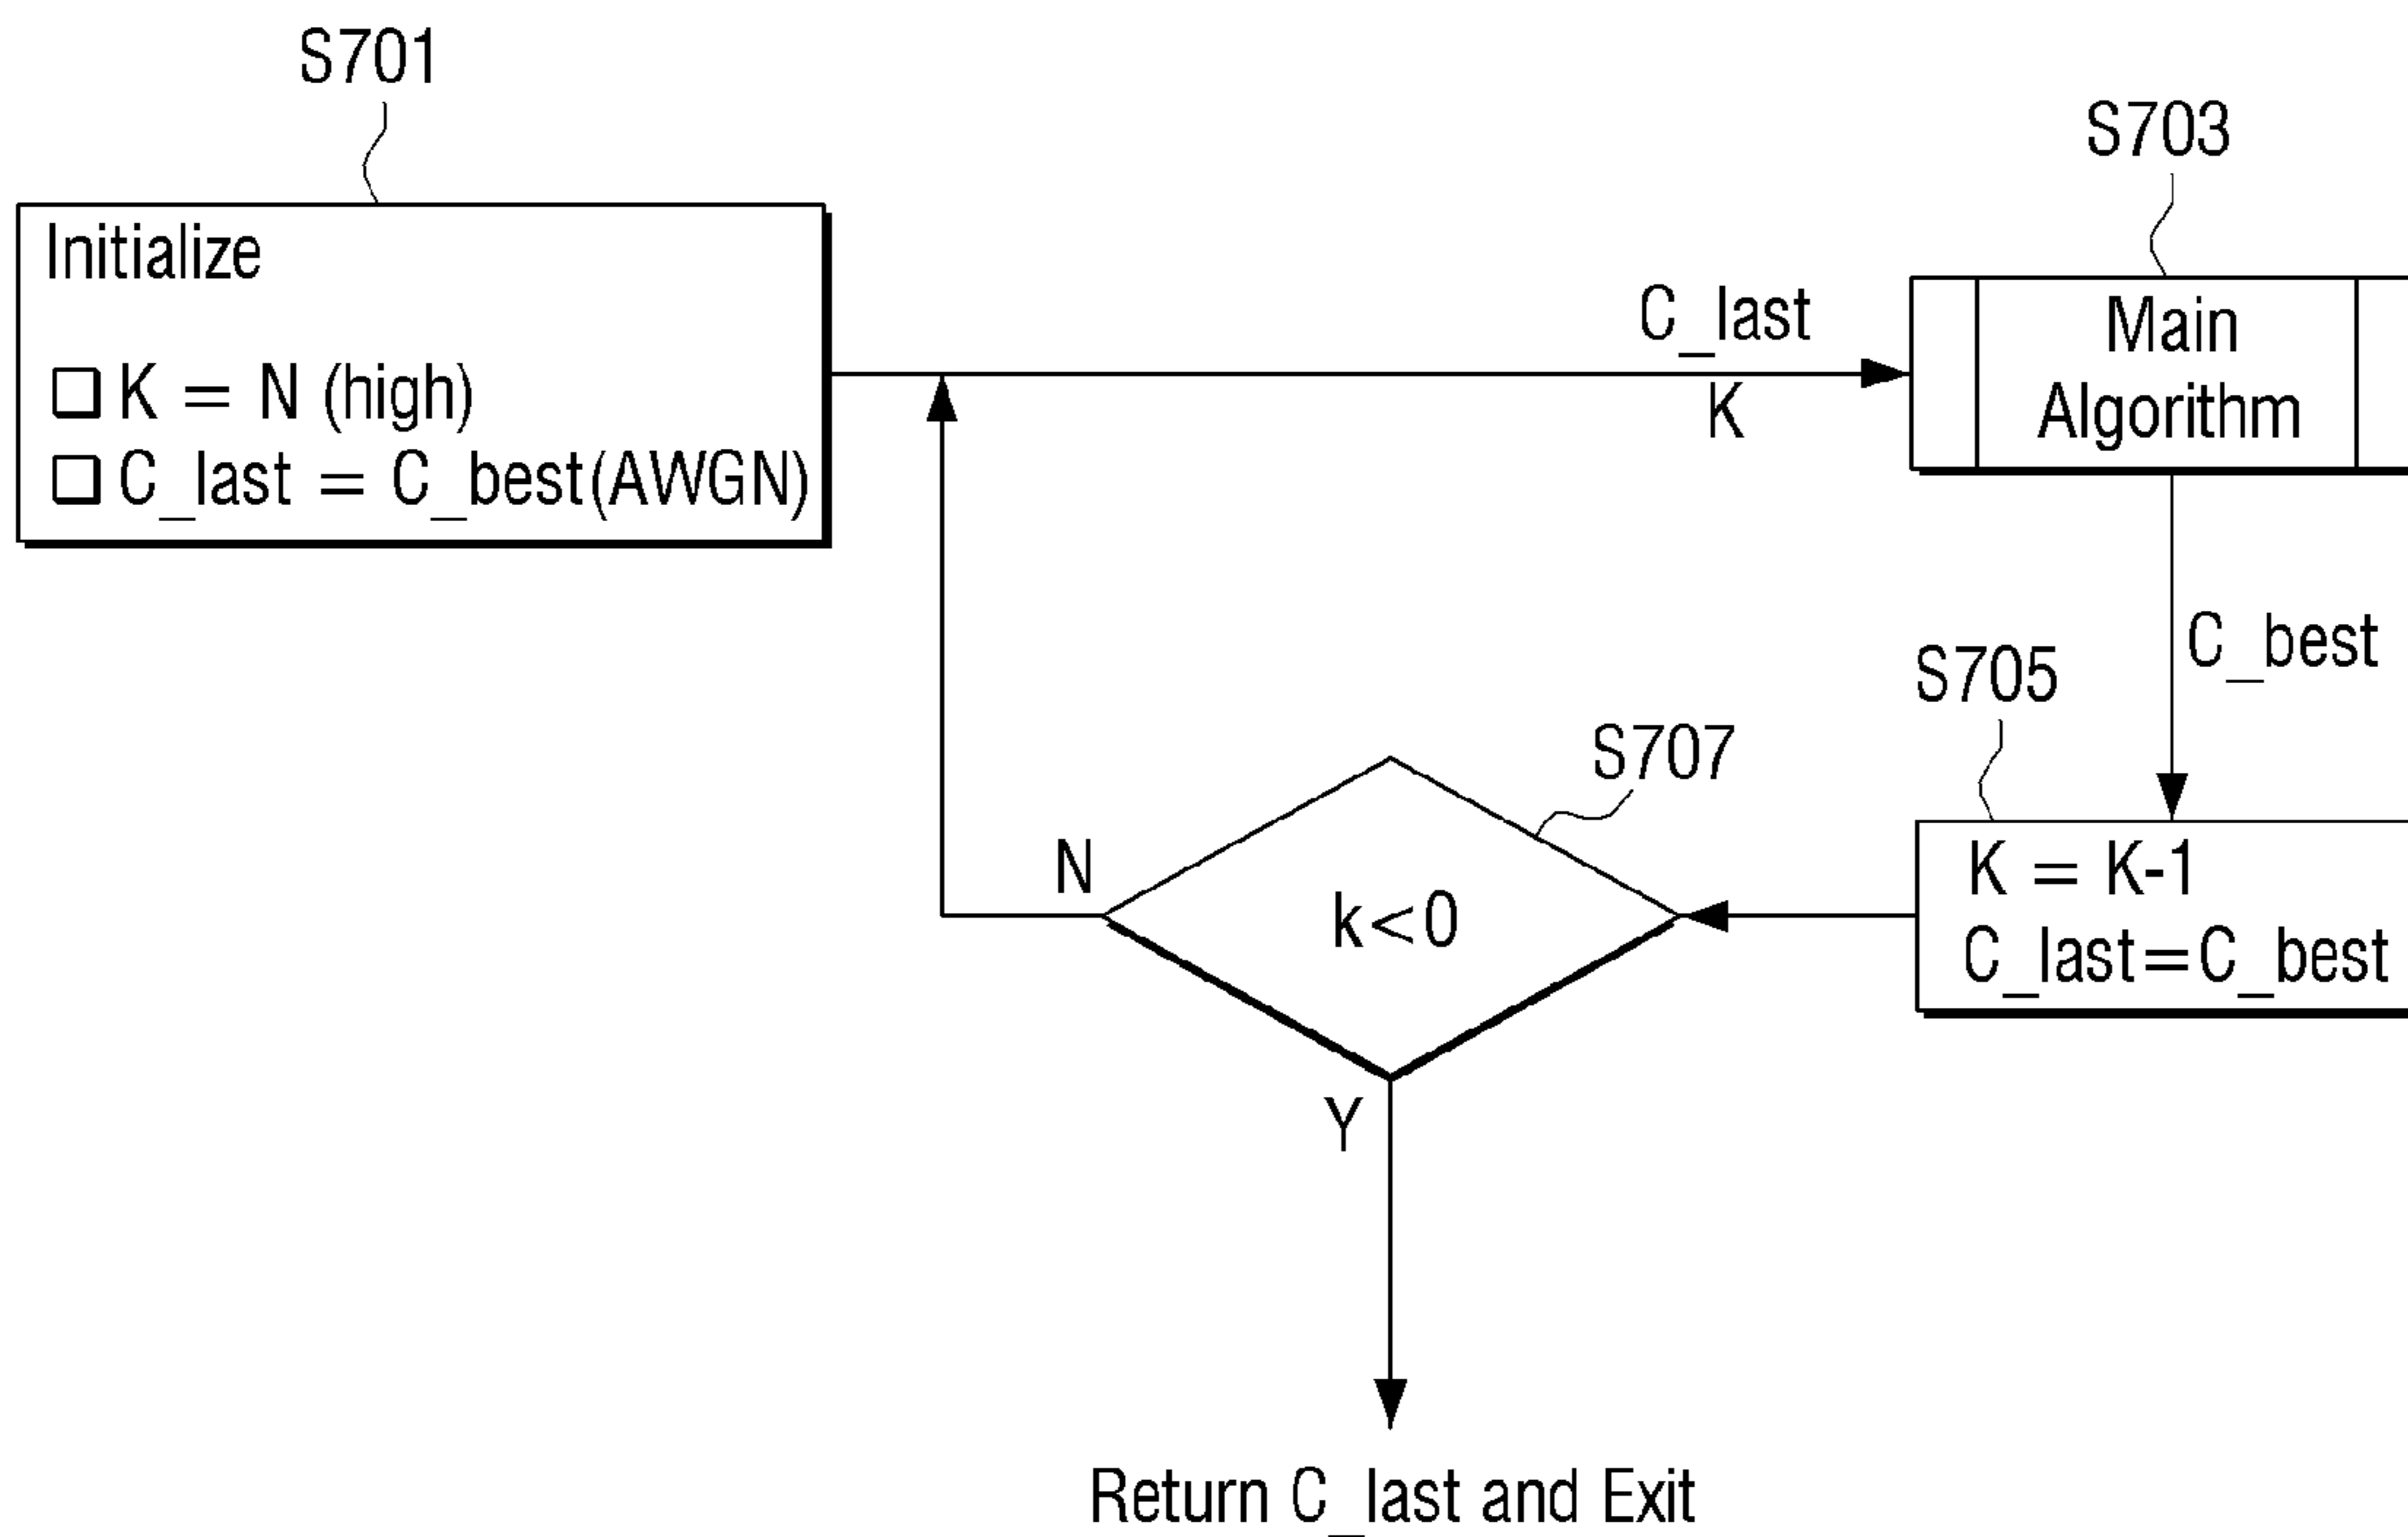 S701
Initialize
□ K = N (high)
□ C_last = C_best(AWGN)
C_last
K
S703
Main
Algorithm
C_best
S705
K = K-1
C_last=C_best
S707
k<0
N
Y
Return C_last and Exit